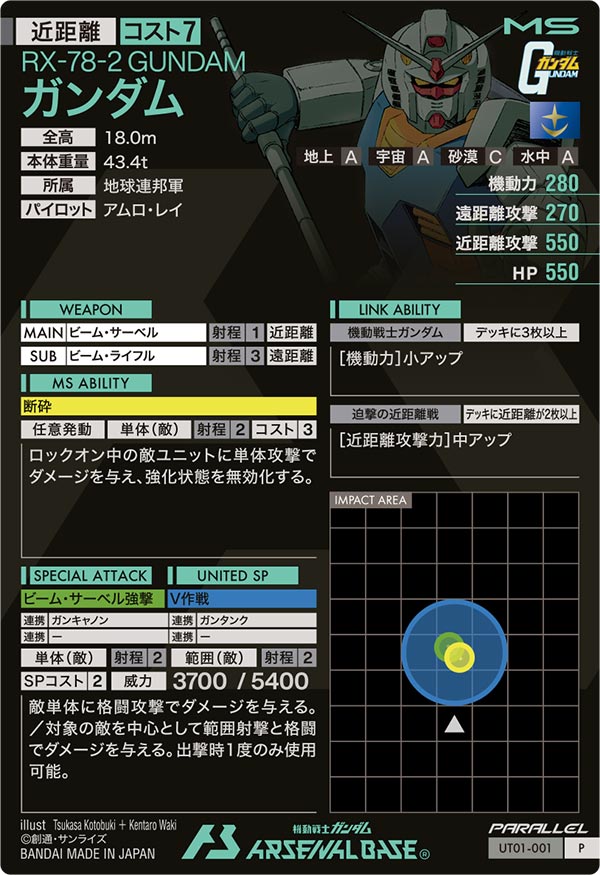 近距離 コスト7
MS
RX-78-2 GUNDAM
ガンダム
機動戦士
ガンダム
GUNDAM
全高 18.0m
本体重量 43.4t
所属 地球連邦軍
パイロット アムロ・レイ
地上 A 宇宙 A 砂漠 C 水中 A
機動力 280
遠距離攻撃 270
近距離攻撃 550
HP 550
WEAPON
MAIN ビーム・サーベル 射程 1 近距離
SUB ビーム・ライフル 射程 3 遠距離
MS ABILITY
断砕
任意発動 単体(敵) 射程 2 コスト 3
ロックオン中の敵ユニットに単体攻撃で
ダメージを与え、強化状態を無効化する。
LINK ABILITY
機動戦士ガンダム デッキに3枚以上
[機動力]小アップ
迫撃の近距離戦 デッキに近距離が2枚以上
[近距離攻撃力]中アップ
IMPACT AREA
SPECIAL ATTACK UNITED SP
ビーム・サーベル強撃 V作戦
連携 ガンキャノン 連携 ガンタンク
連携 ー 連携 ー
単体(敵) 射程 2 範囲(敵) 射程 2
SPコスト 2 威力 3700 / 5400
敵単体に格闘攻撃でダメージを与える。
／対象の敵を中心として範囲射撃と格闘
でダメージを与える。出撃時1度のみ使用
可能。
illust Tsukasa Kotobuki + Kentaro Waki
©創通・サンライズ
BANDAI MADE IN JAPAN
機動戦士ガンダム
ARSENAL BASE®
PARALLEL
UT01-001 P